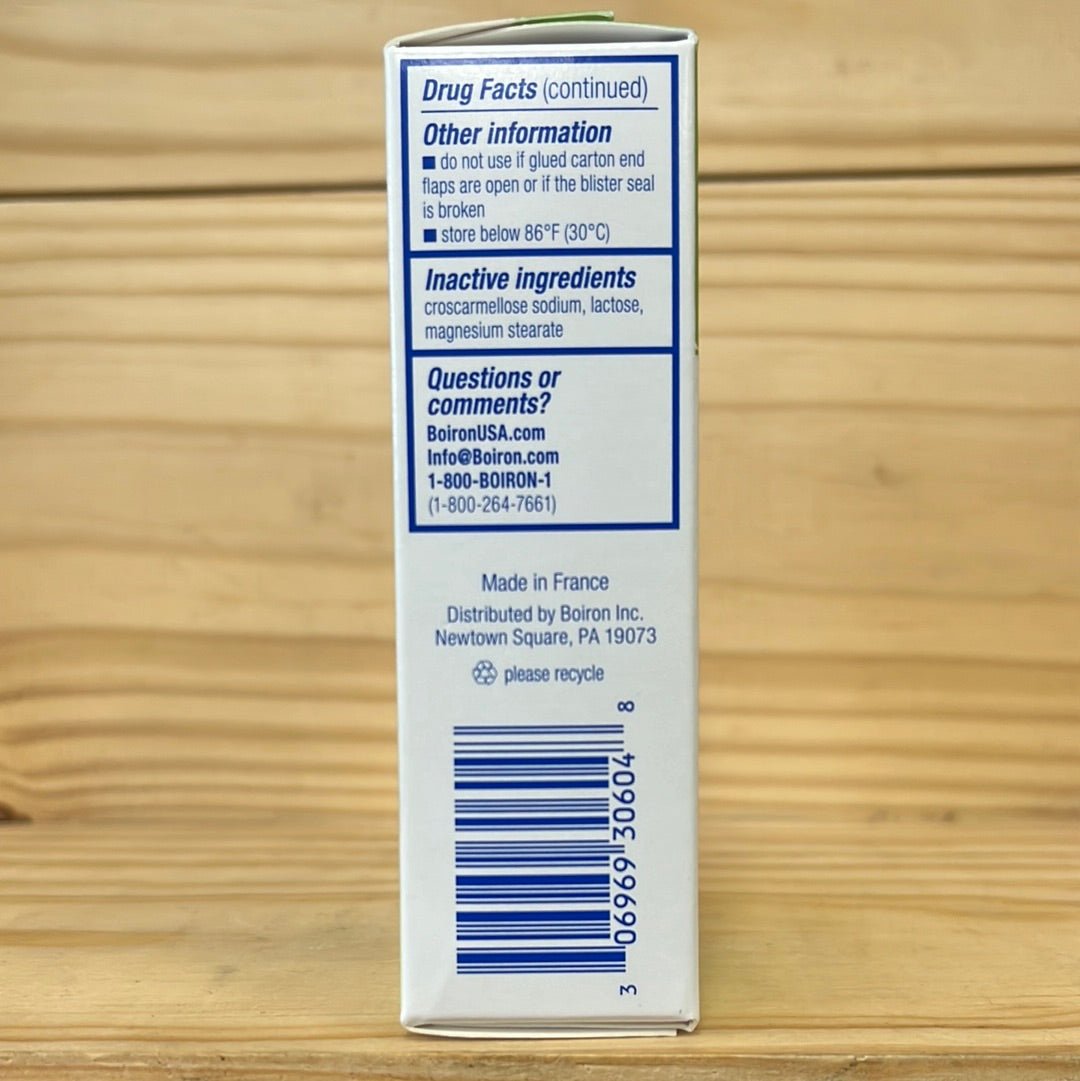 Drug Facts (continued)
Other information
■ do not use if glued carton end
flaps are open or if the blister seal
is broken
■ store below 86°F (30°C)
Inactive ingredients
croscarmellose sodium, lactose,
magnesium stearate
Questions or
comments?
BoironUSA.com
Info@Boiron.com
1-800-BOIRON-1
(1-800-264-7661)
Made in France
Distributed by Boiron Inc.
Newtown Square, PA 19073
please recycle
3 06969 30604 8